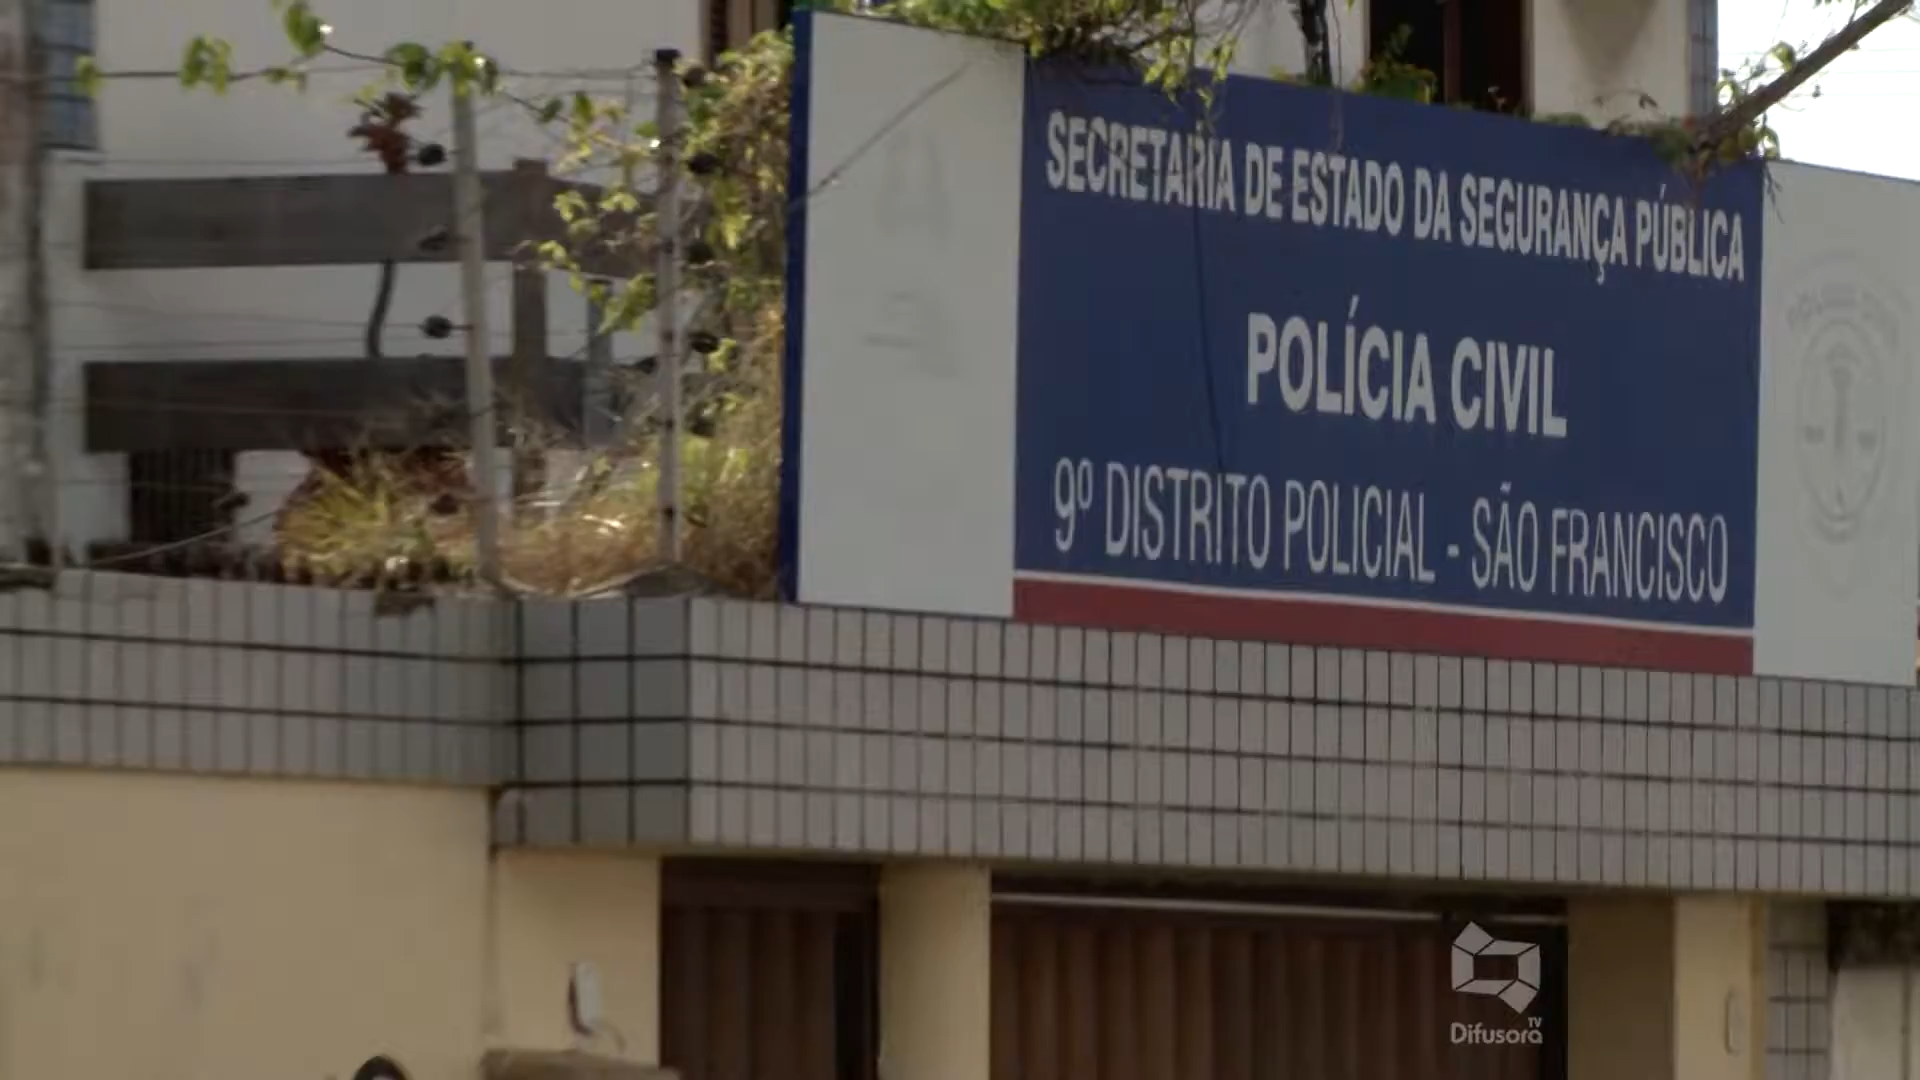 SECRETARIA DE ESTADO DA SEGURANÇA PÚBLICA
POLÍCIA CIVIL
9º DISTRITO POLICIAL - SÃO FRANCISCO
TV
Difusora